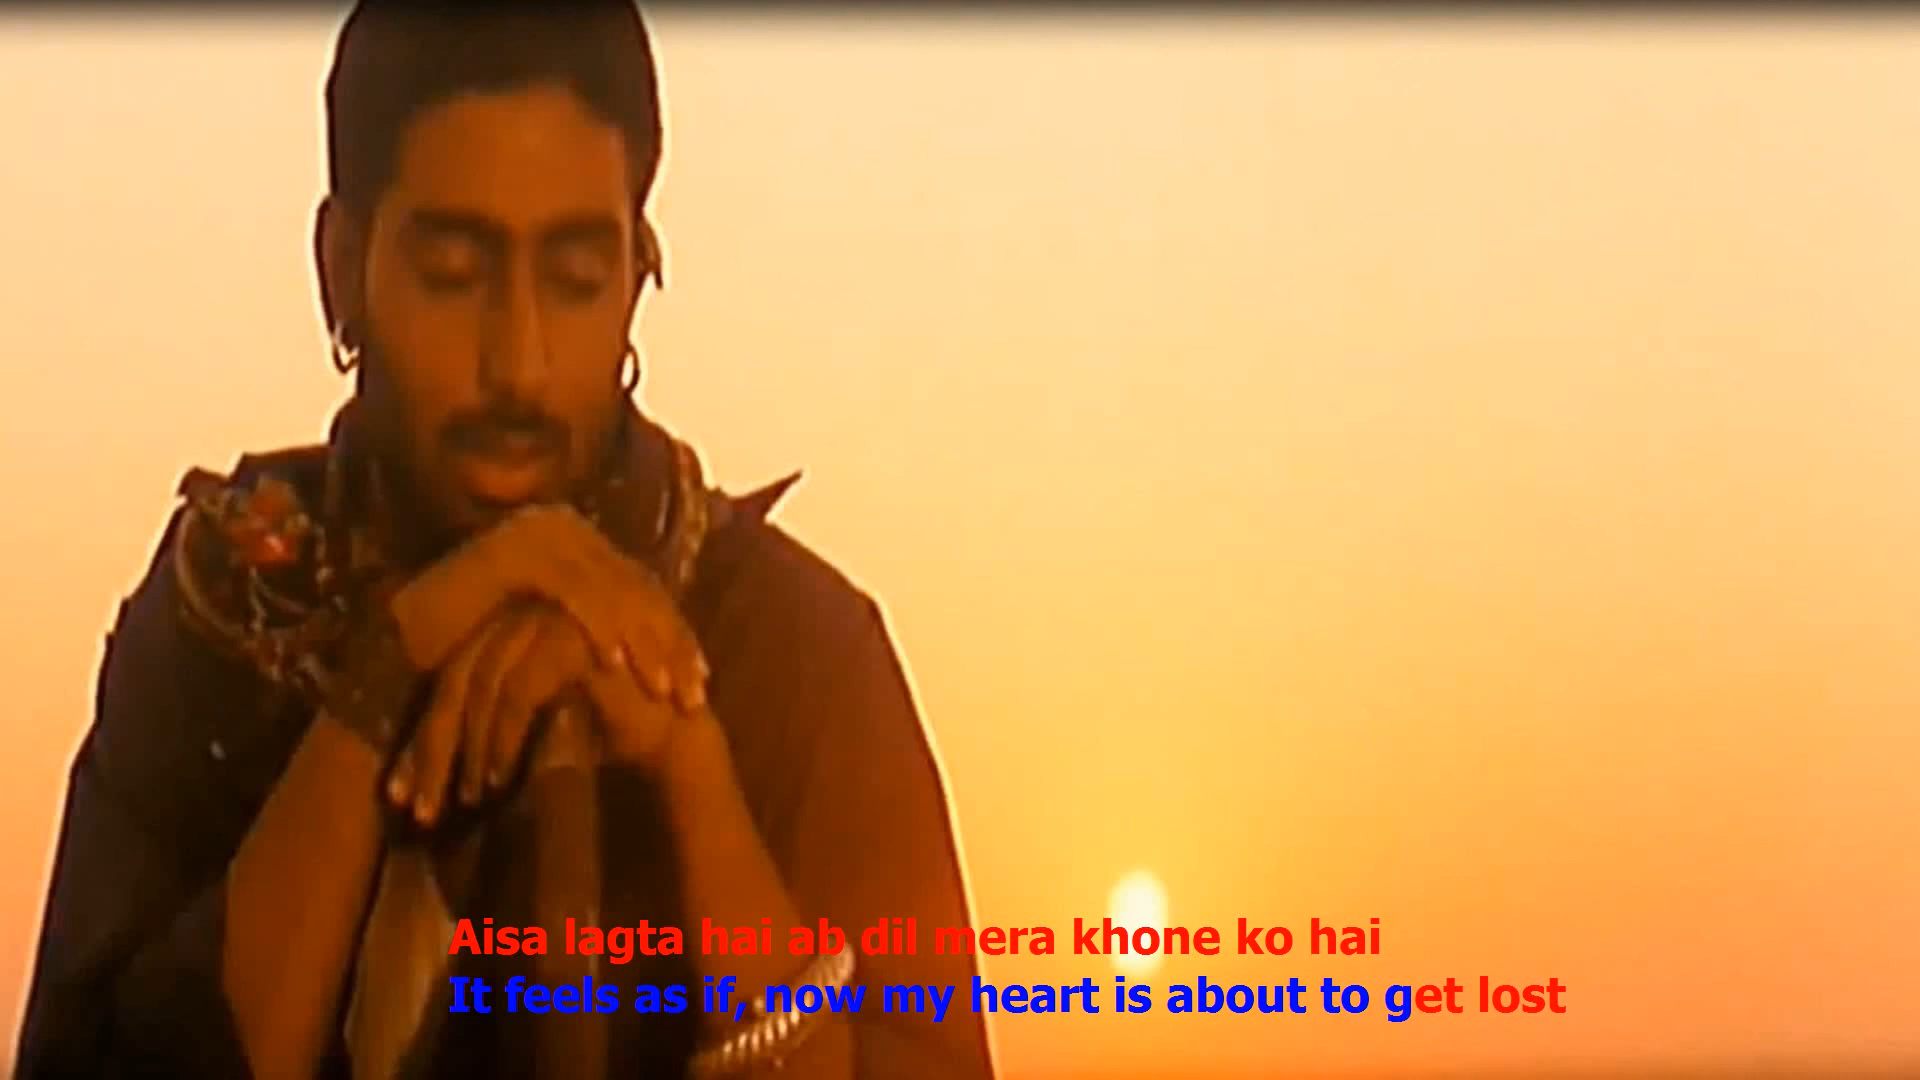 Aisa lagta hai ab dil mera khone ko hai
It feels as if, now my heart is about to get lost